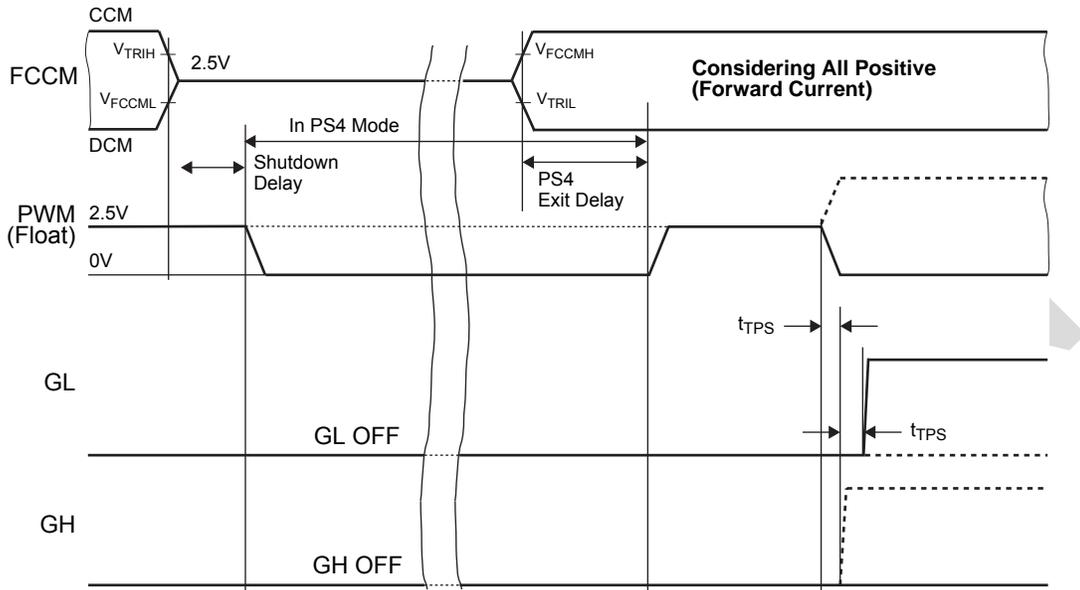 CCM
VTRIH
2.5V
VFCCMH
FCCM
Considering All Positive
(Forward Current)
VFCCML
VTRIL
In PS4 Mode
DCM
Shutdown
Delay
PS4
Exit Delay
PWM
(Float)
2.5V
0V
tTPS
GL
GL OFF
tTPS
GH
GH OFF